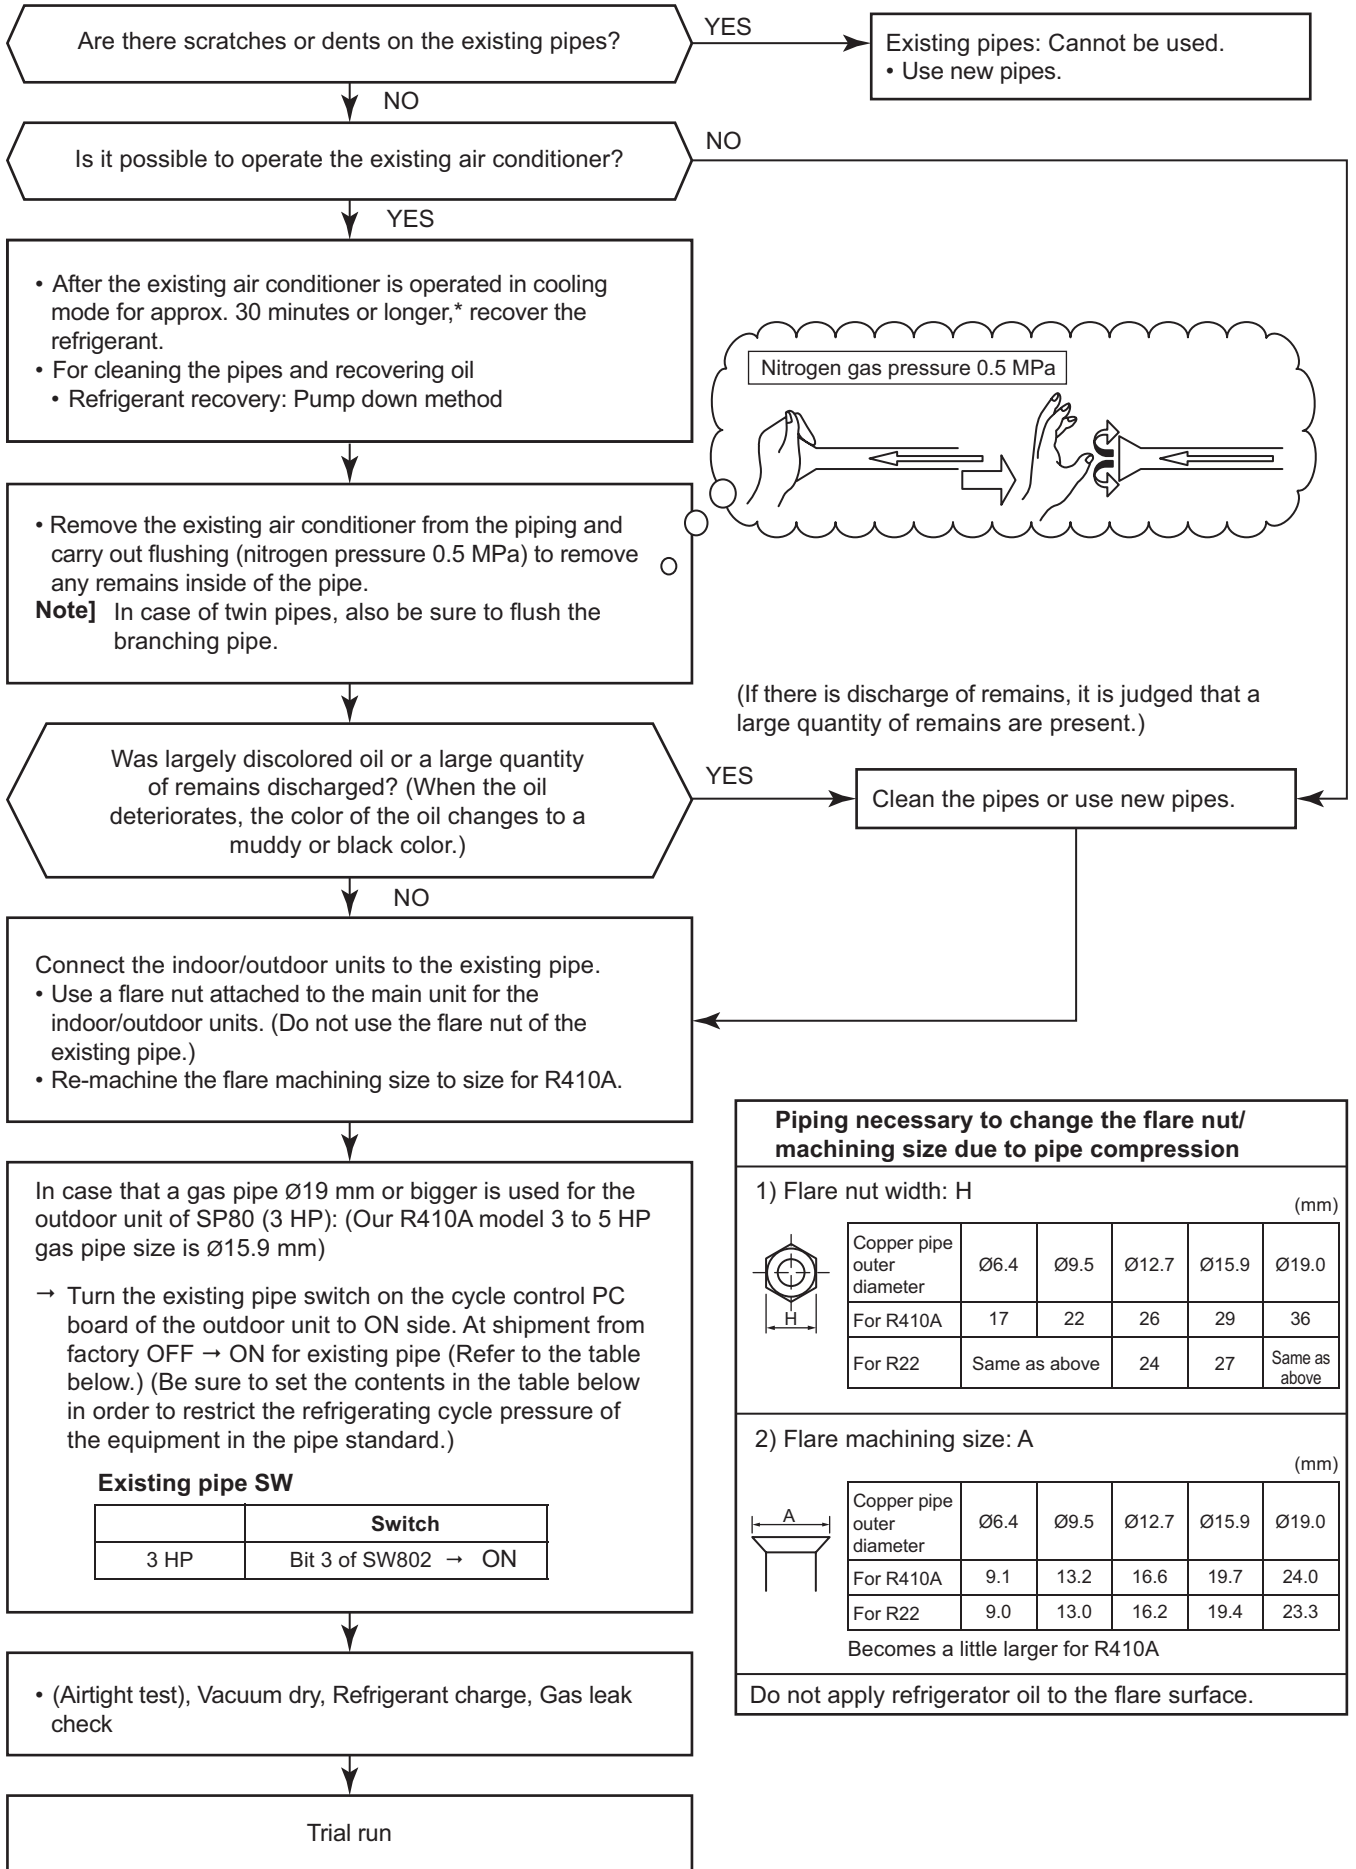 Are there scratches or dents on the existing pipes?
YES
Existing pipes: Cannot be used.
• Use new pipes.
NO
Is it possible to operate the existing air conditioner?
NO
YES
• After the existing air conditioner is operated in cooling
mode for approx. 30 minutes or longer,* recover the
refrigerant.
• For cleaning the pipes and recovering oil
• Refrigerant recovery: Pump down method
Nitrogen gas pressure 0.5 MPa
• Remove the existing air conditioner from the piping and
carry out flushing (nitrogen pressure 0.5 MPa) to remove
any remains inside of the pipe.
Note] In case of twin pipes, also be sure to flush the
branching pipe.
(If there is discharge of remains, it is judged that a
large quantity of remains are present.)
Was largely discolored oil or a large quantity
of remains discharged? (When the oil
deteriorates, the color of the oil changes to a
muddy or black color.)
YES
Clean the pipes or use new pipes.
NO
Connect the indoor/outdoor units to the existing pipe.
• Use a flare nut attached to the main unit for the
indoor/outdoor units. (Do not use the flare nut of the
existing pipe.)
• Re-machine the flare machining size to size for R410A.
In case that a gas pipe Ø19 mm or bigger is used for the
outdoor unit of SP80 (3 HP): (Our R410A model 3 to 5 HP
gas pipe size is Ø15.9 mm)
→ Turn the existing pipe switch on the cycle control PC
board of the outdoor unit to ON side. At shipment from
factory OFF → ON for existing pipe (Refer to the table
below.) (Be sure to set the contents in the table below
in order to restrict the refrigerating cycle pressure of
the equipment in the pipe standard.)
Existing pipe SW
Switch
3 HP Bit 3 of SW802 → ON
• (Airtight test), Vacuum dry, Refrigerant charge, Gas leak
check
Trial run
Piping necessary to change the flare nut/
machining size due to pipe compression
1) Flare nut width: H
(mm)
H
Copper pipe
outer
diameter
Ø6.4 Ø9.5 Ø12.7 Ø15.9 Ø19.0
For R410A 17 22 26 29 36
For R22 Same as above 24 27 Same as
above
2) Flare machining size: A
(mm)
A
Copper pipe
outer
diameter
Ø6.4 Ø9.5 Ø12.7 Ø15.9 Ø19.0
For R410A 9.1 13.2 16.6 19.7 24.0
For R22 9.0 13.0 16.2 19.4 23.3
Becomes a little larger for R410A
Do not apply refrigerator oil to the flare surface.